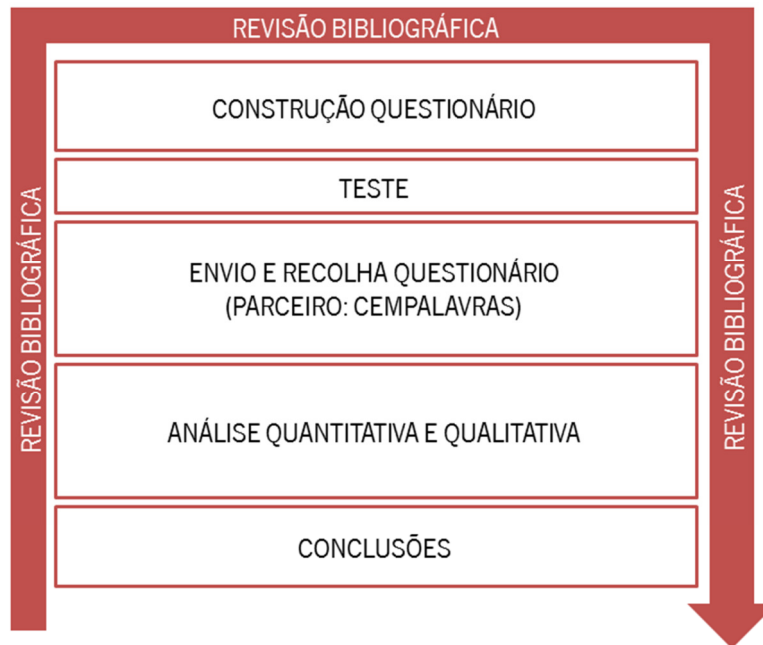 REVISÃO BIBLIOGRÁFICA
REVISÃO BIBLIOGRÁFICA
CONSTRUÇÃO QUESTIONÁRIO
TESTE
ENVIO E RECOLHA QUESTIONÁRIO
(PARCEIRO: CEMPALAVRAS)
ANÁLISE QUANTITATIVA E QUALITATIVA
CONCLUSÕES
REVISÃO BIBLIOGRÁFICA